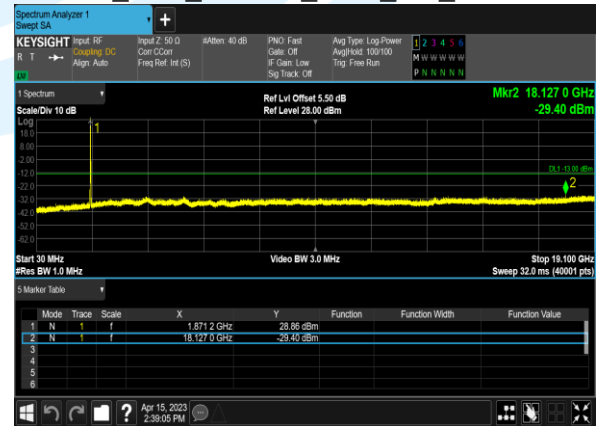 Spectrum Analyzer 1
Swept SA
+
KEYSIGHT Input: RF Input Z: 50 Ω #Atten: 40 dB PNO: Fast Avg Type: Log-Power 1 2 3 4 5 6
R T Coupling: DC Corr CCorr Gate: Off Avg|Hold: 100/100 M W W W W W
Align: Auto Freq Ref: Int (S) IF Gain: Low Trig: Free Run
Sig Track: Off P N N N N N
1 Spectrum Ref Lvl Offset 5.50 dB Mkr2 18.127 0 GHz
Scale/Div 10 dB Ref Level 28.00 dBm -29.40 dBm
Log
1
18.0
8.00
-2.00
-12.0 DL1 -13.00 dBm
2
-22.0
-32.0
-42.0
-52.0
-62.0
Start 30 MHz Video BW 3.0 MHz Stop 19.100 GHz
#Res BW 1.0 MHz Sweep 32.0 ms (40001 pts)
5 Marker Table
Mode Trace Scale X Y Function Function Width Function Value
1 N 1 f 1.871 2 GHz 28.86 dBm
2 N 1 f 18.127 0 GHz -29.40 dBm
3
4
5
6
? Apr 15, 2023
2:39:05 PM